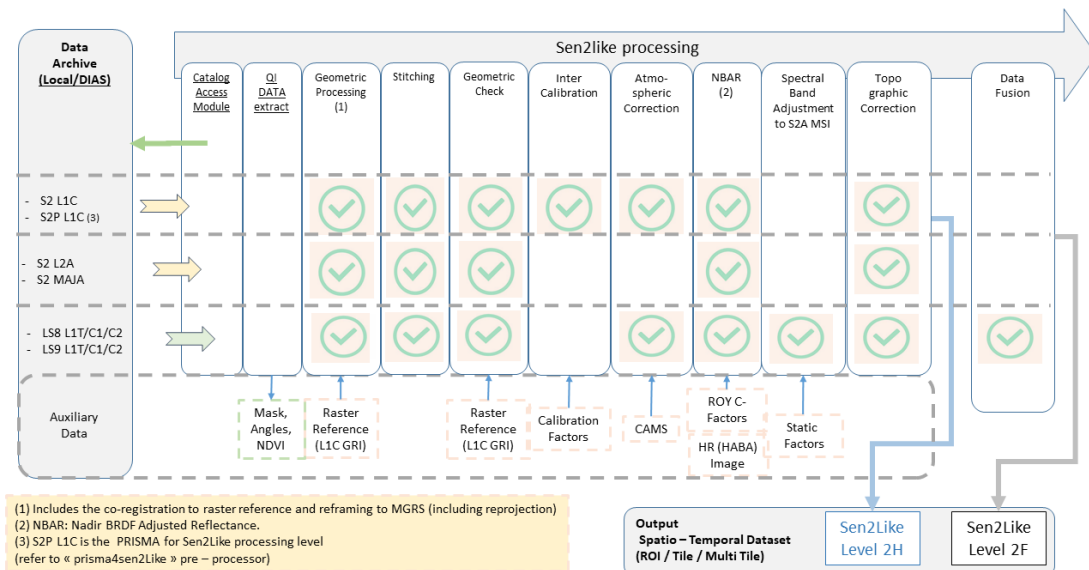 Sen2like processing
Data
Archive
(Local/DIAS)
Catalog
Access
Module
QI
DATA
extract
Geometric
Processing
(1)
Stitching
Geometric
Check
Inter
Calibration
Atmo-
spheric
Correction
NBAR
(2)
Spectral
Band
Adjustment
to S2A MSI
Topo
graphic
Correction
Data
Fusion
- S2 L1C
- S2P L1C (3)
- S2 L2A
- S2 MAJA
- LS8 L1T/C1/C2
- LS9 L1T/C1/C2
Auxiliary
Data
Mask,
Angles,
NDVI
Raster
Reference
(L1C GRI)
Raster
Reference
(L1C GRI)
Calibration
Factors
CAMS
ROY C-
Factors
HR (HABA)
Image
Static
Factors
(1) Includes the co-registration to raster reference and reframing to MGRS (including reprojection)
(2) NBAR: Nadir BRDF Adjusted Reflectance.
(3) S2P L1C is the PRISMA for Sen2Like processing level
(refer to « prisma4sen2Like » pre – processor)
Output
Spatio – Temporal Dataset
(ROI / Tile / Multi Tile)
Sen2Like
Level 2H
Sen2Like
Level 2F